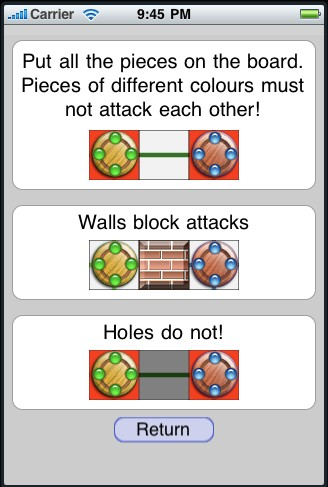 Carrier 9:45 PM
Put all the pieces on the board.
Pieces of different colours must
not attack each other!
Walls block attacks
Holes do not!
Return